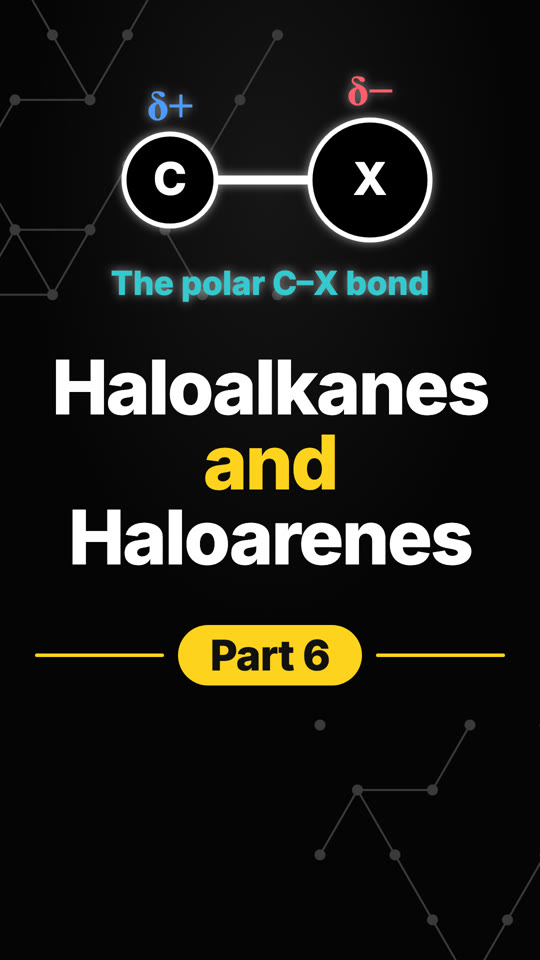 δ+ δ−
C X
The polar C–X bond
Haloalkanes
and
Haloarenes
Part 6